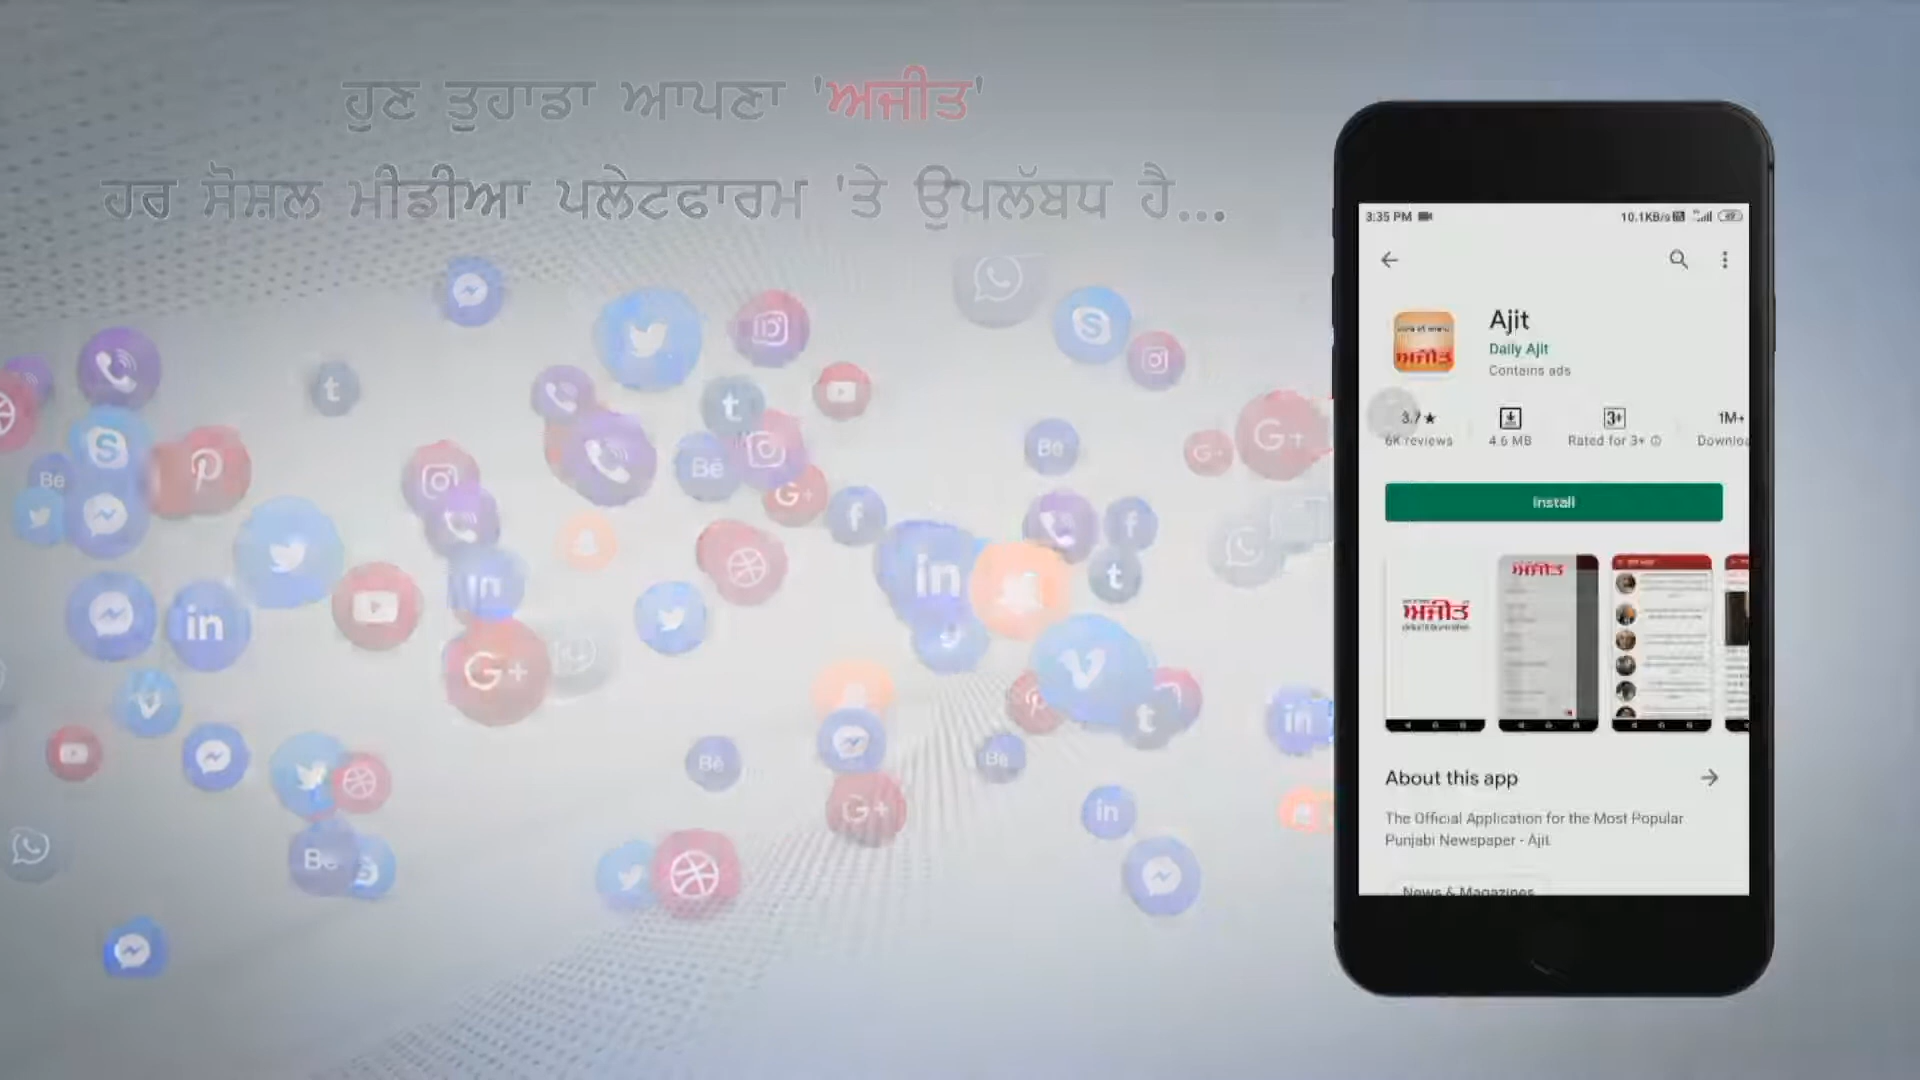 ਹੁਣ ਤੁਹਾਡਾ ਆਪਣਾ 'ਅਜੀਤ'
ਹਰ ਸੋਸ਼ਲ ਮੀਡੀਆ ਪਲੇਟਫਾਰਮ 'ਤੇ ਉਪਲੱਬਧ ਹੈ...
3:35 PM 10.1KB/s
Ajit
Daily Ajit
Contains ads
ਅਜੀਤ
3.7★ 3+ 1M+
6K reviews 4.6 MB Rated for 3+
Install
ਅਜੀਤ
ਅਜੀਤ
About this app
The Official Application for the Most Popular
Punjabi Newspaper - Ajit
News & Magazines